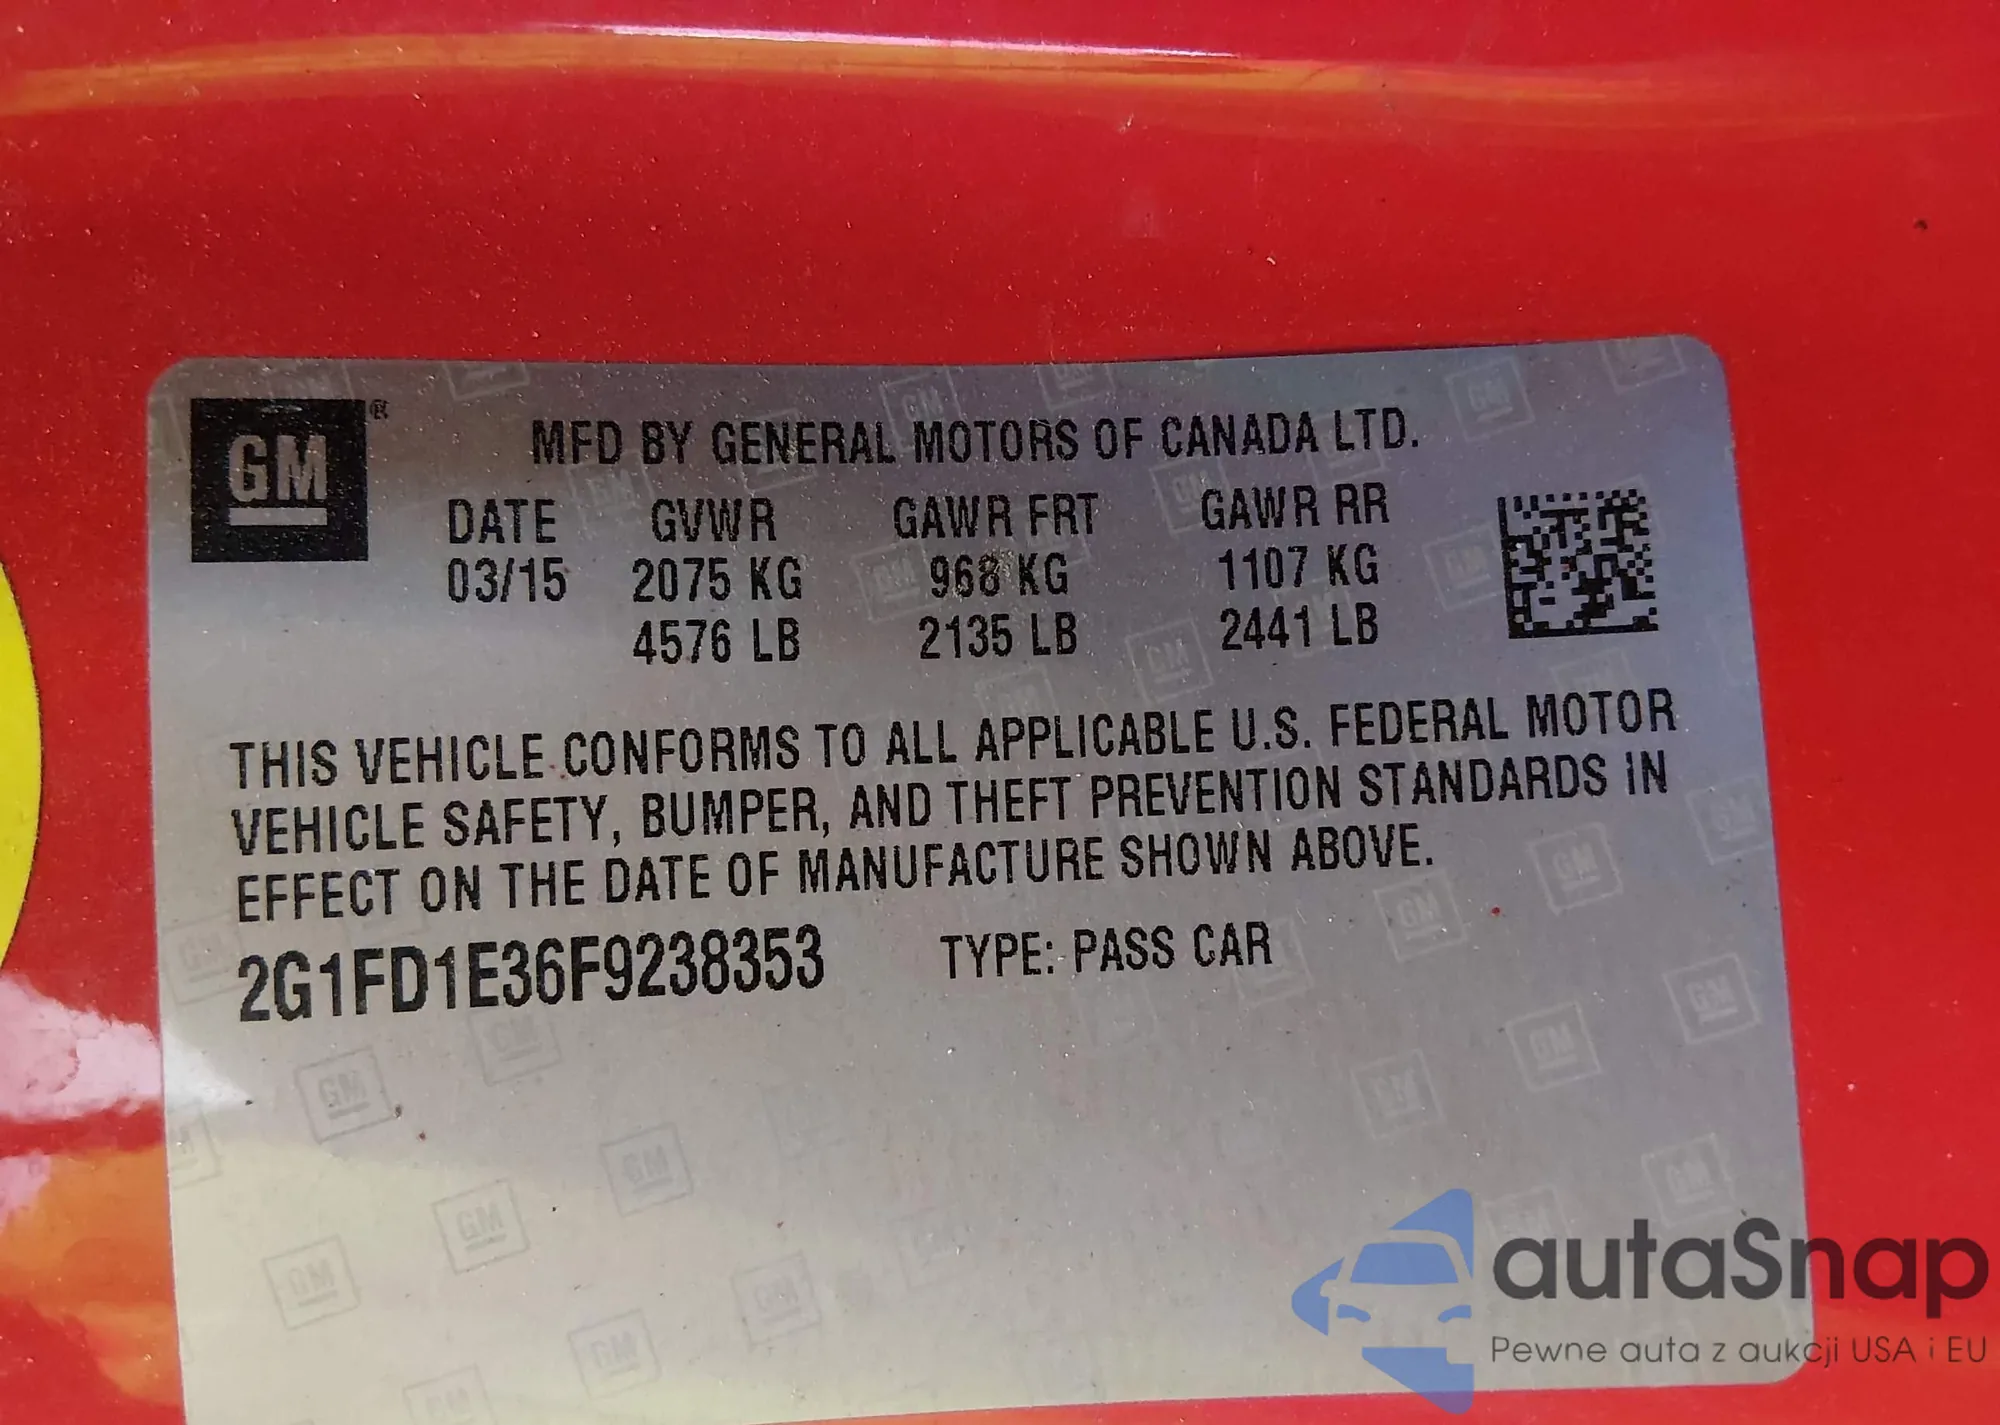 GM ®
MFD BY GENERAL MOTORS OF CANADA LTD.
DATE GVWR GAWR FRT GAWR RR
03/15 2075 KG 968 KG 1107 KG
4576 LB 2135 LB 2441 LB
THIS VEHICLE CONFORMS TO ALL APPLICABLE U.S. FEDERAL MOTOR
VEHICLE SAFETY, BUMPER, AND THEFT PREVENTION STANDARDS IN
EFFECT ON THE DATE OF MANUFACTURE SHOWN ABOVE.
2G1FD1E36F9238353 TYPE: PASS CAR
autaSnap
Pewne auta z aukcji USA i EU